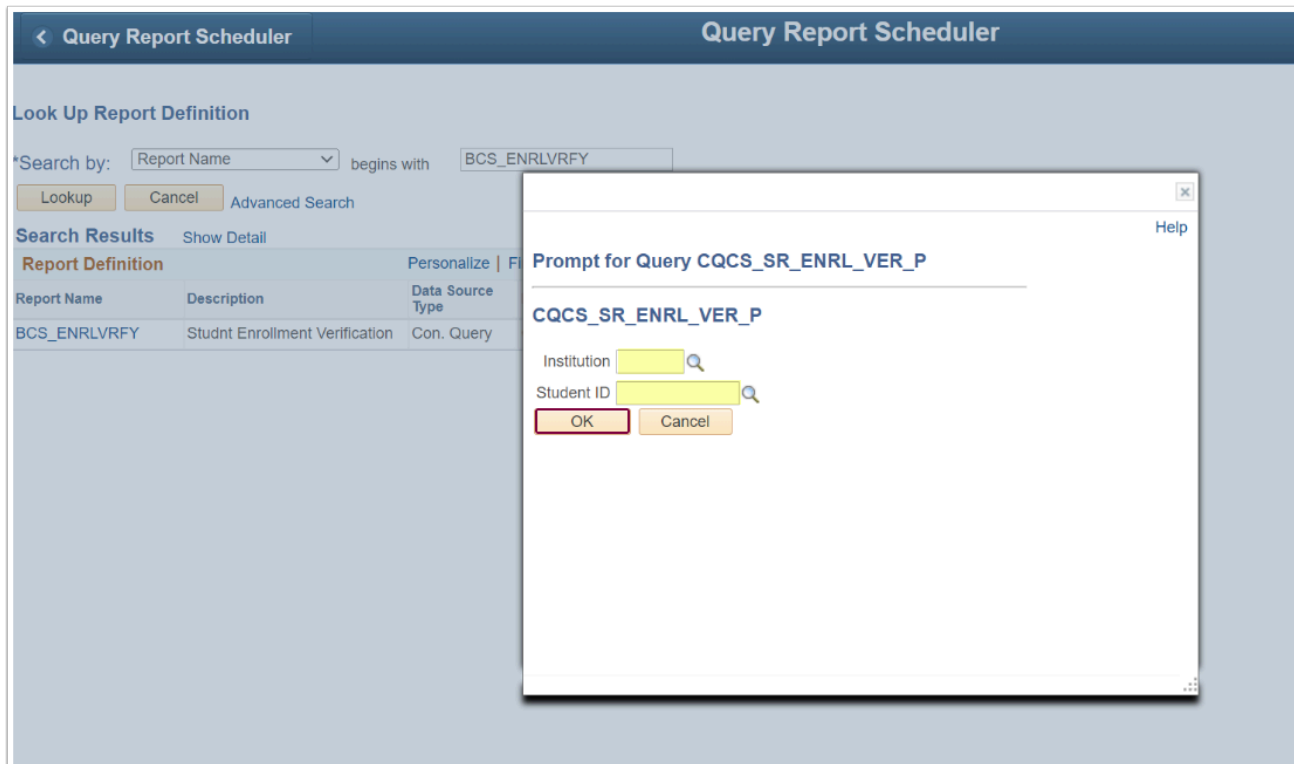 Query Report Scheduler
Query Report Scheduler
Look Up Report Definition
*Search by: Report Name begins with BCS_ENRLVRFY
Lookup Cancel Advanced Search
Search Results Show Detail
Report Definition Personalize |
Report Name Description Data Source Type
BCS_ENRLVRFY Studnt Enrollment Verification Con. Query
Help
Prompt for Query CQCS_SR_ENRL_VER_P
CQCS_SR_ENRL_VER_P
Institution
Student ID
OK Cancel